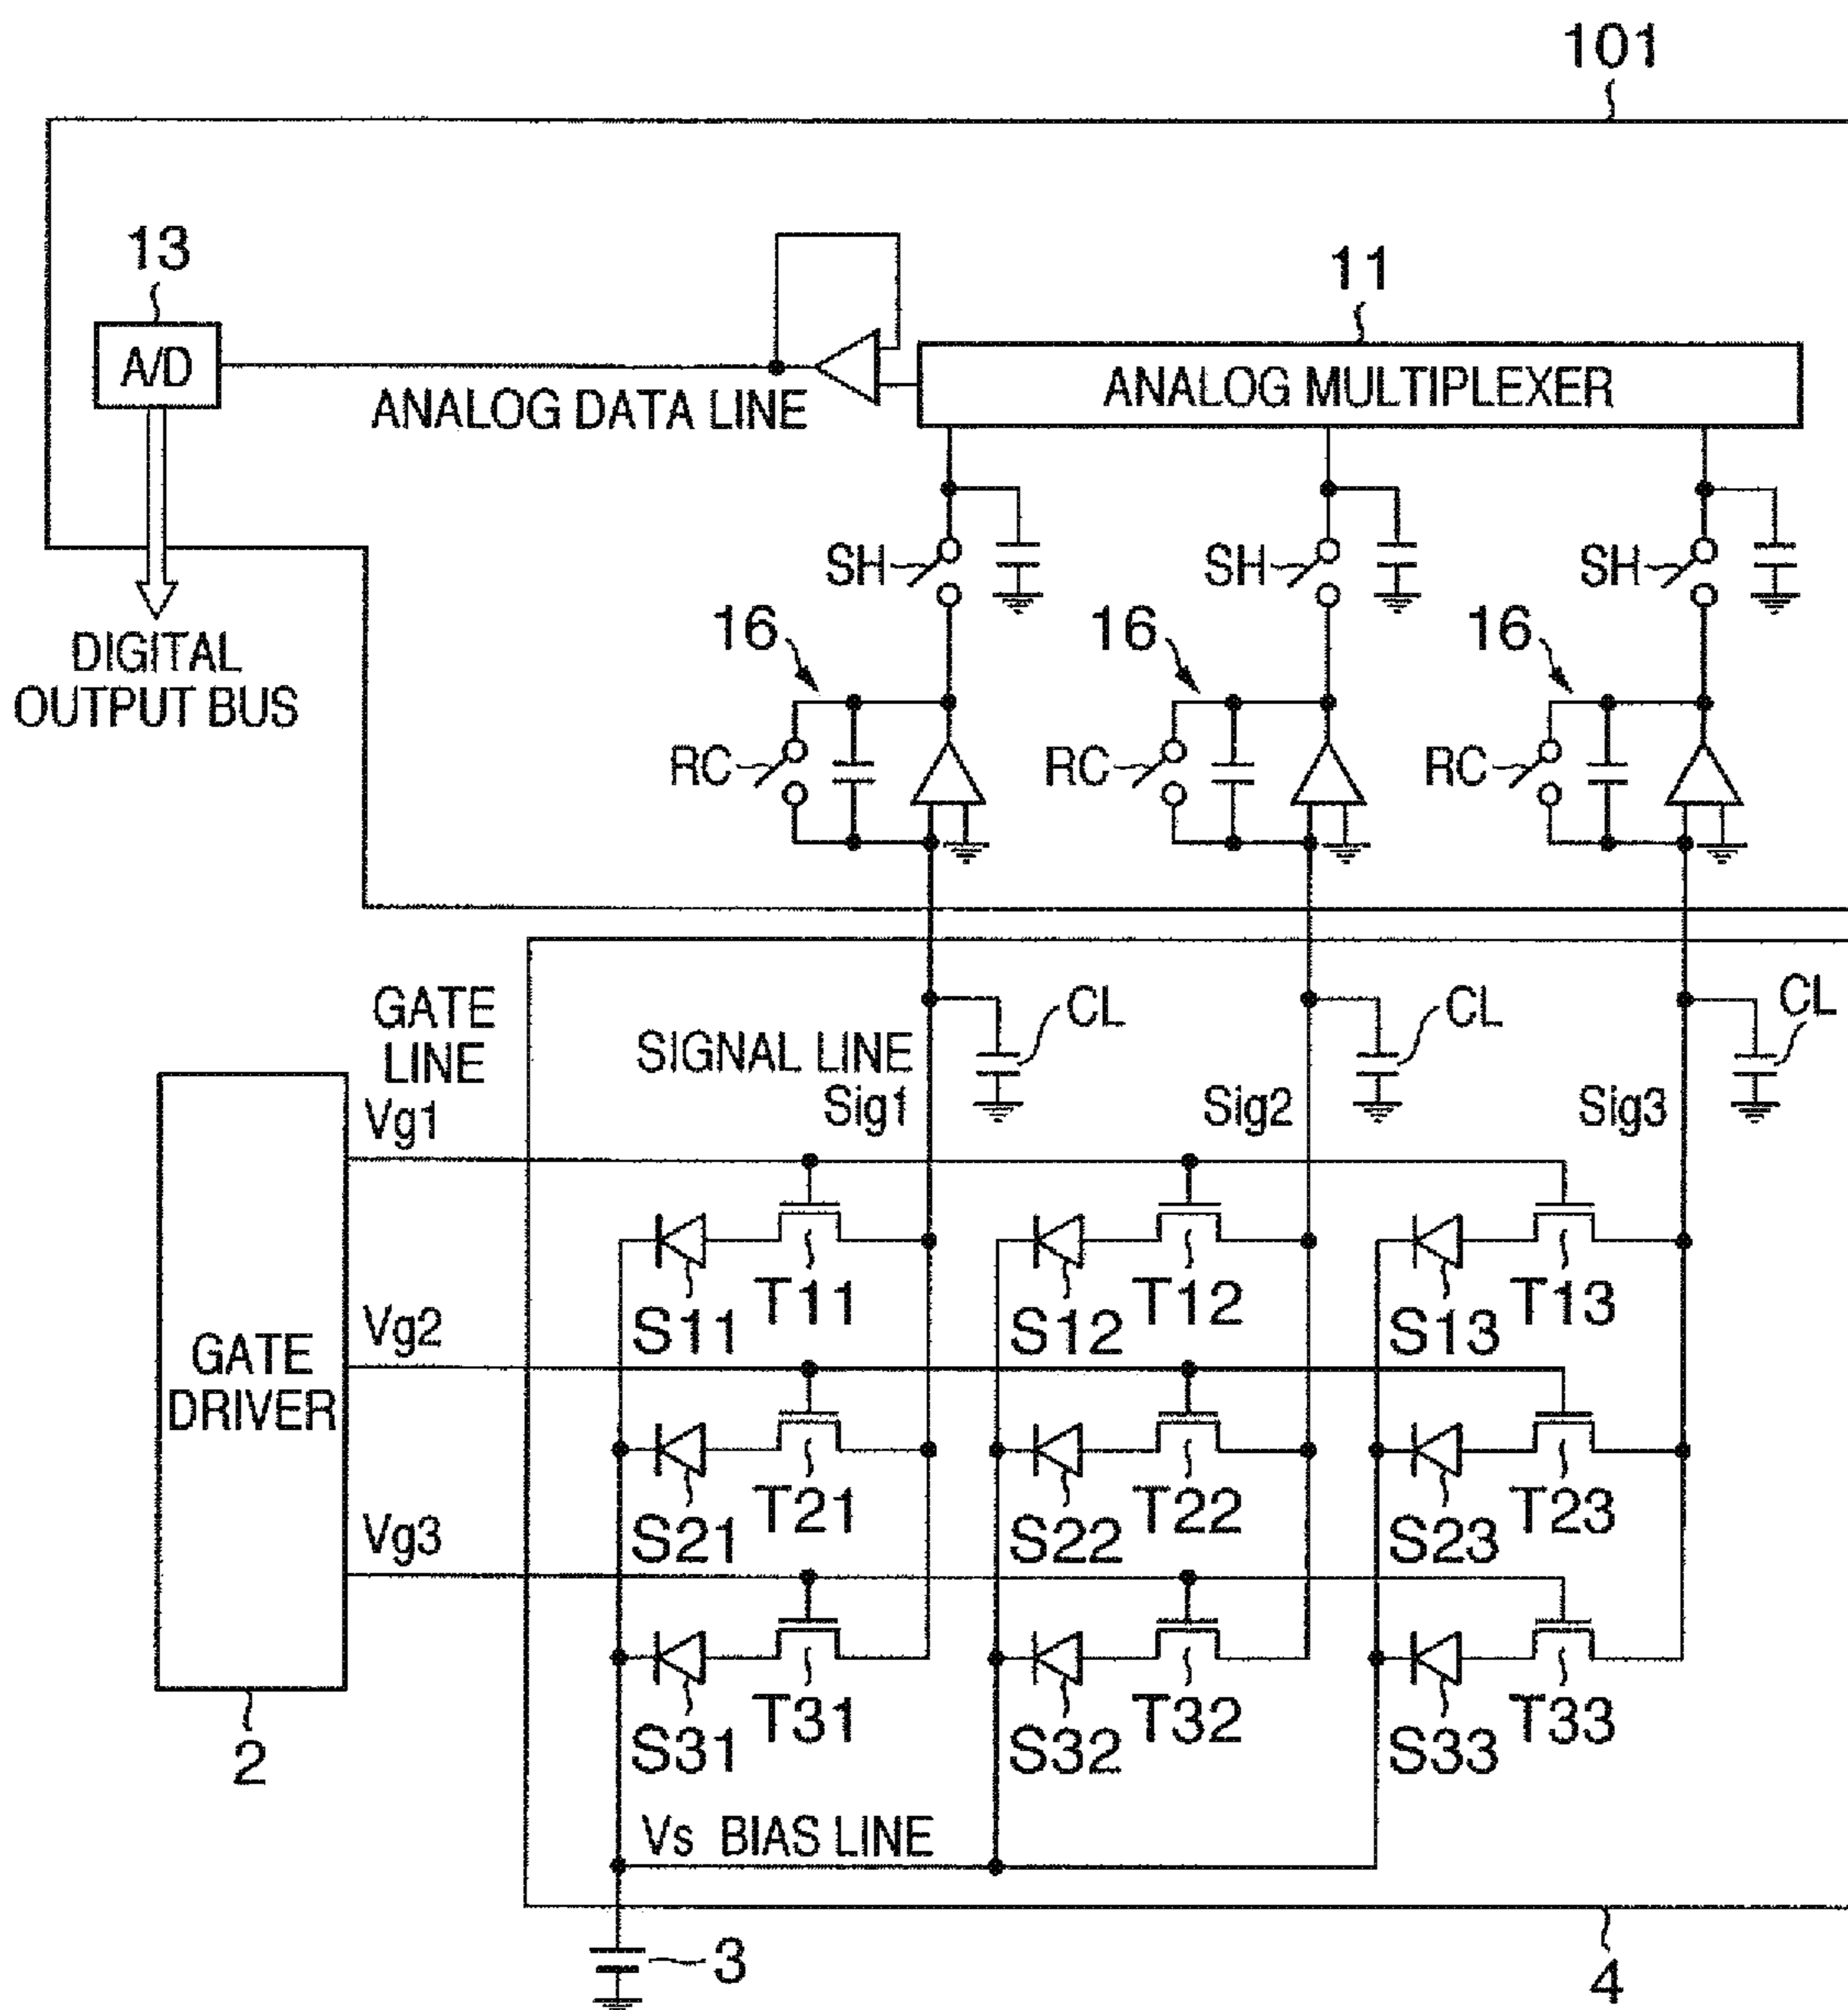 101
13
11
A/D
ANALOG DATA LINE
ANALOG MULTIPLEXER
SH
SH
SH
DIGITAL
OUTPUT BUS
16
16
16
RC
RC
RC
GATE
LINE
SIGNAL LINE
CL
CL
CL
Vg1
Sig1
Sig2
Sig3
GATE
DRIVER
S11
T11
S12
T12
S13
T13
Vg2
S21
T21
S22
T22
S23
T23
Vg3
S31
T31
S32
T32
S33
T33
2
Vs BIAS LINE
3
4